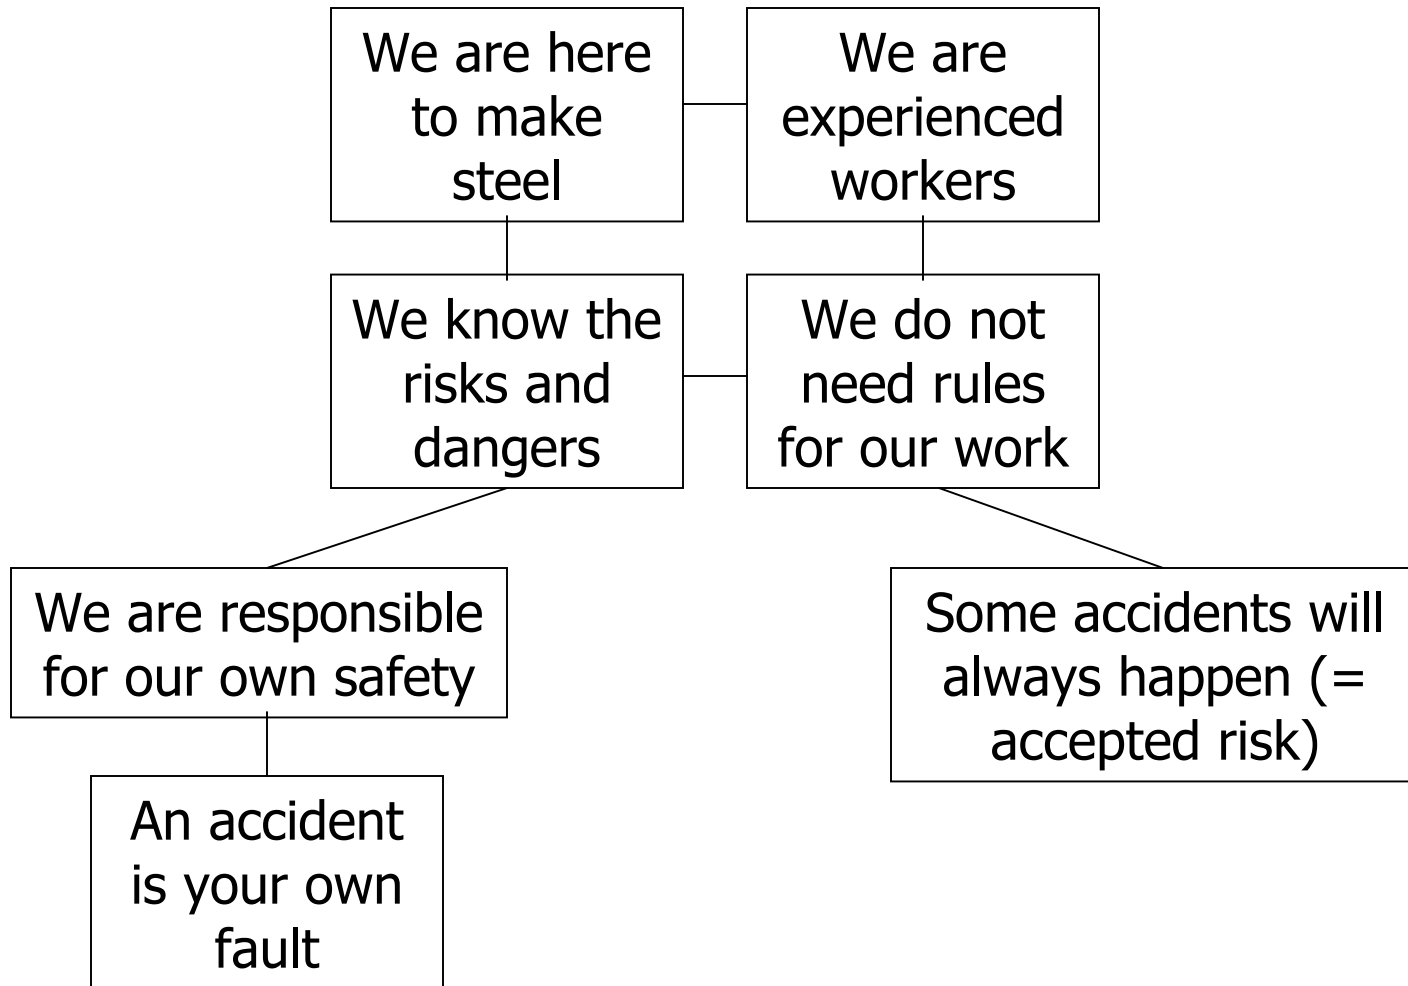 We are here
to make
steel
We are
experienced
workers
We know the
risks and
dangers
We do not
need rules
for our work
We are responsible
for our own safety
Some accidents will
always happen (=
accepted risk)
An accident
is your own
fault